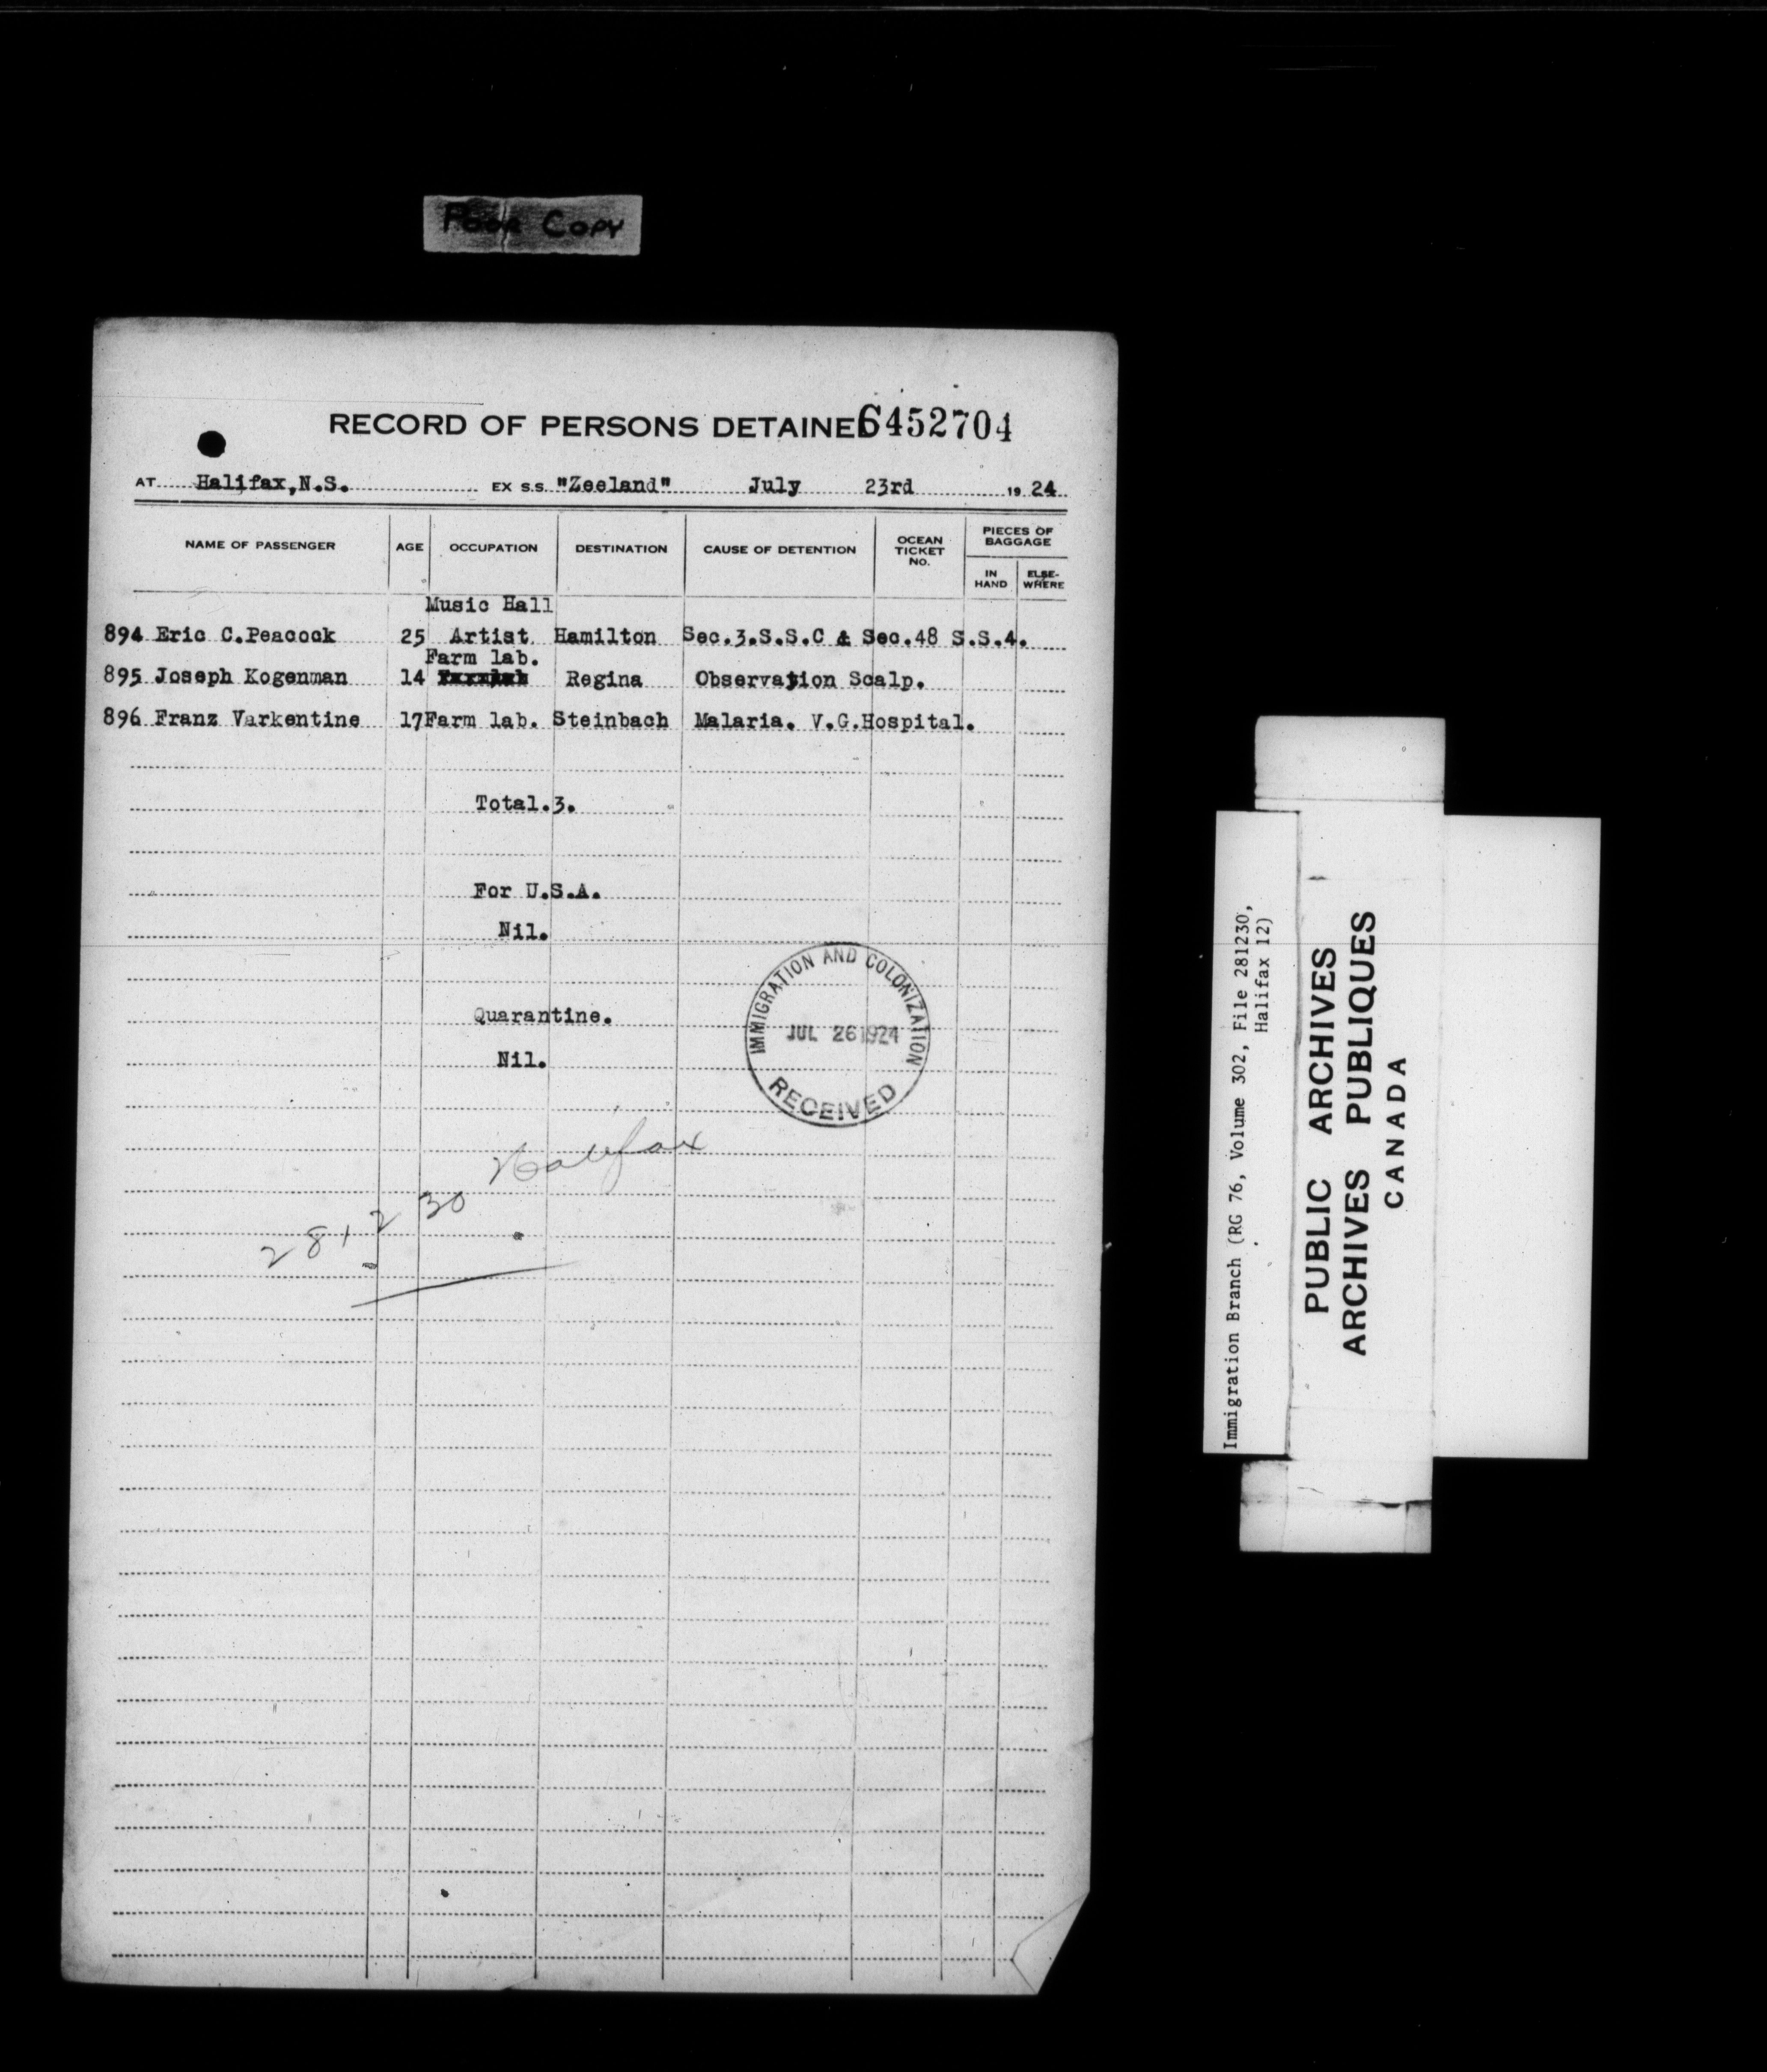 Poor Copy
RECORD OF PERSONS DETAINED
6452704
AT Halifax,N.S. EX S.S. "Zeeland" July 23rd 1924
NAME OF PASSENGER AGE OCCUPATION DESTINATION CAUSE OF DETENTION OCEAN TICKET NO. PIECES OF BAGGAGE
IN HAND ELSE-WHERE
Music Hall
894 Eric C.Peacock 25 Artist Hamilton Sec.3.S.S.C & Sec.48 S.S.4.
Farm lab.
895 Joseph Kogenman 14 Regina Observation Scalp.
896 Franz Varkentine 17 Farm lab. Steinbach Malaria. V.G.Hospital.
Total.3.
For U.S.A.
Nil.
Quarantine.
Nil.
IMMIGRATION AND COLONIZATION
JUL 26 1924
RECEIVED
Halifax
281230
Immigration Branch (RG 76, Volume 302, File 281230,
Halifax 12)
PUBLIC ARCHIVES
ARCHIVES PUBLIQUES
CANADA